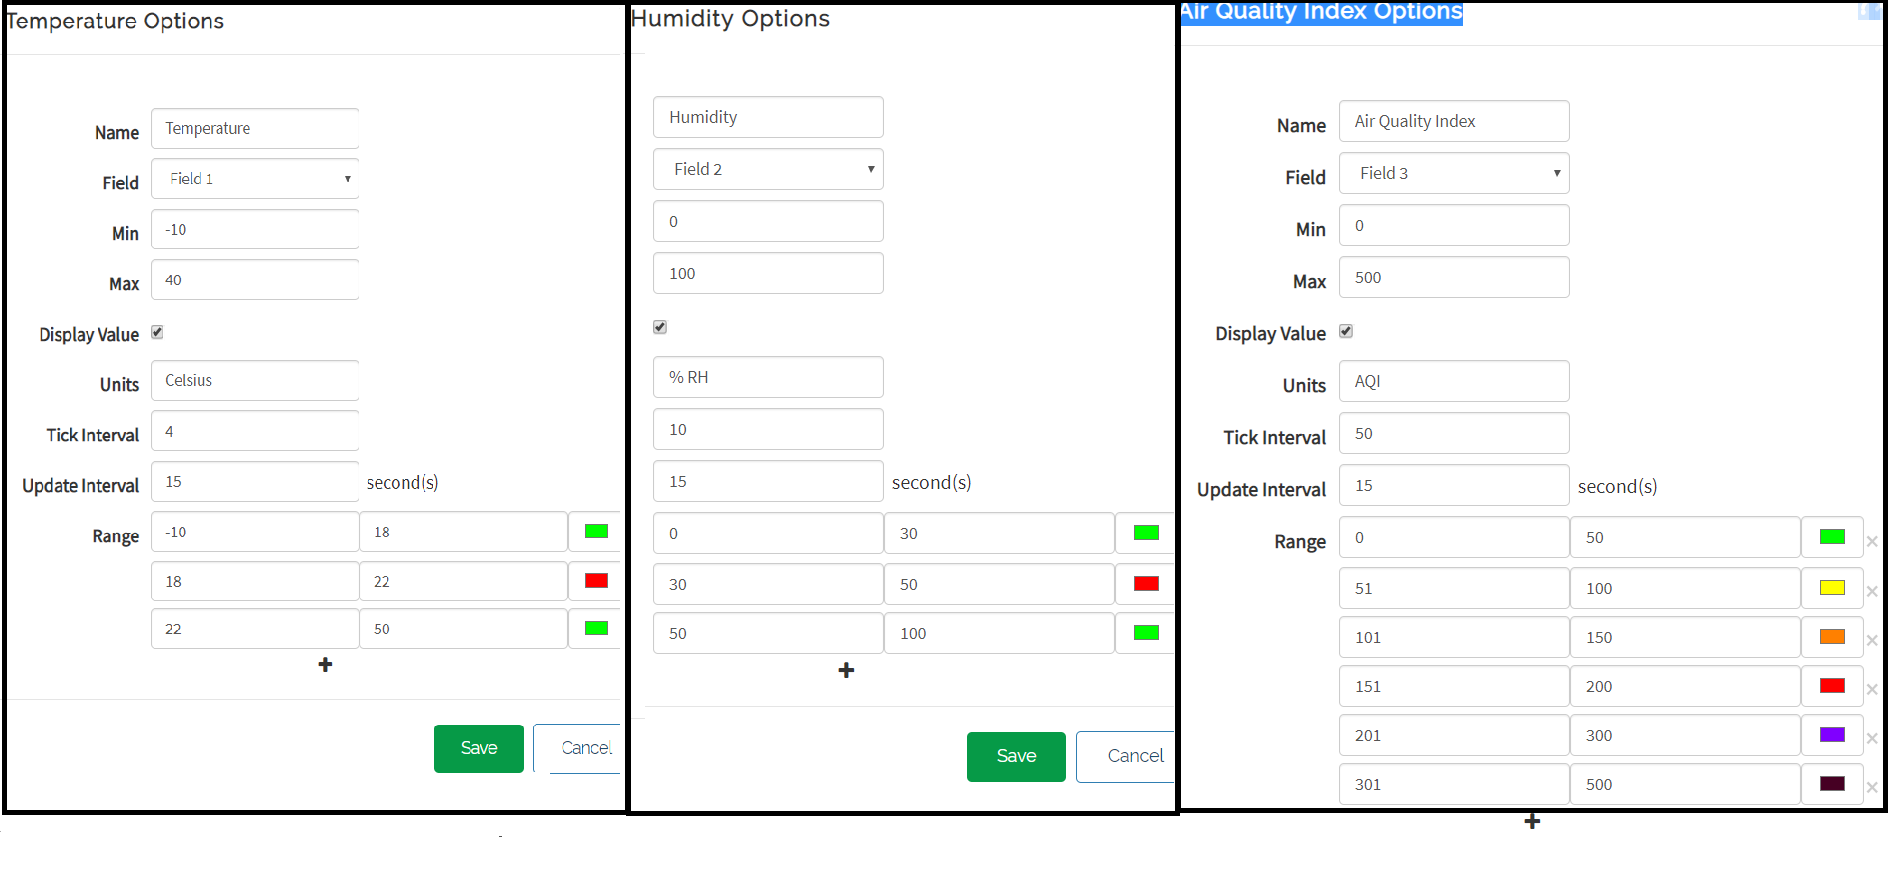 Temperature Options
Name Temperature
Field Field 1
Min -10
Max 40
Display Value
Units Celsius
Tick Interval 4
Update Interval 15 second(s)
Range -10 18
18 22
22 50
+
Save Cancel
Humidity Options
Humidity
Field 2
0
100
% RH
10
15 second(s)
0 30
30 50
50 100
+
Save Cancel
Air Quality Index Options
Name Air Quality Index
Field Field 3
Min 0
Max 500
Display Value
Units AQI
Tick Interval 50
Update Interval 15 second(s)
Range 0 50 ×
51 100 ×
101 150 ×
151 200 ×
201 300 ×
301 500 ×
+